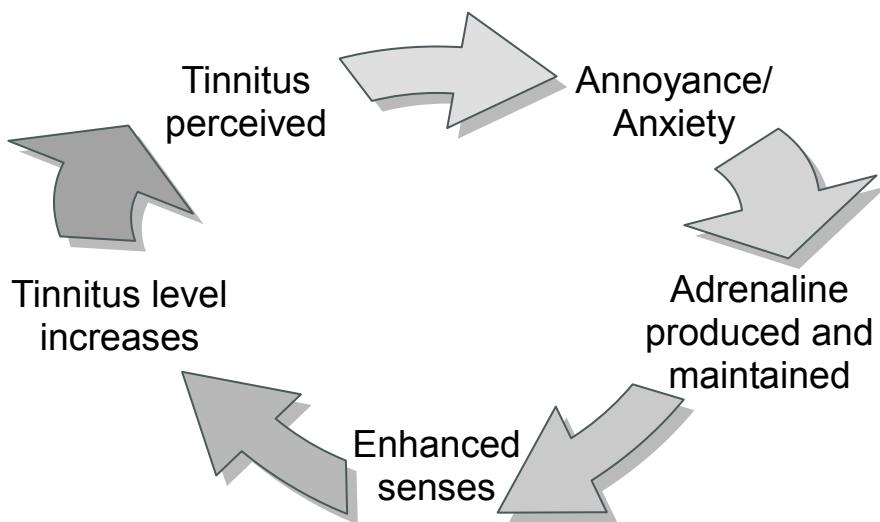 Tinnitus
perceived
Annoyance/
Anxiety
Adrenaline
produced and
maintained
Enhanced
senses
Tinnitus level
increases